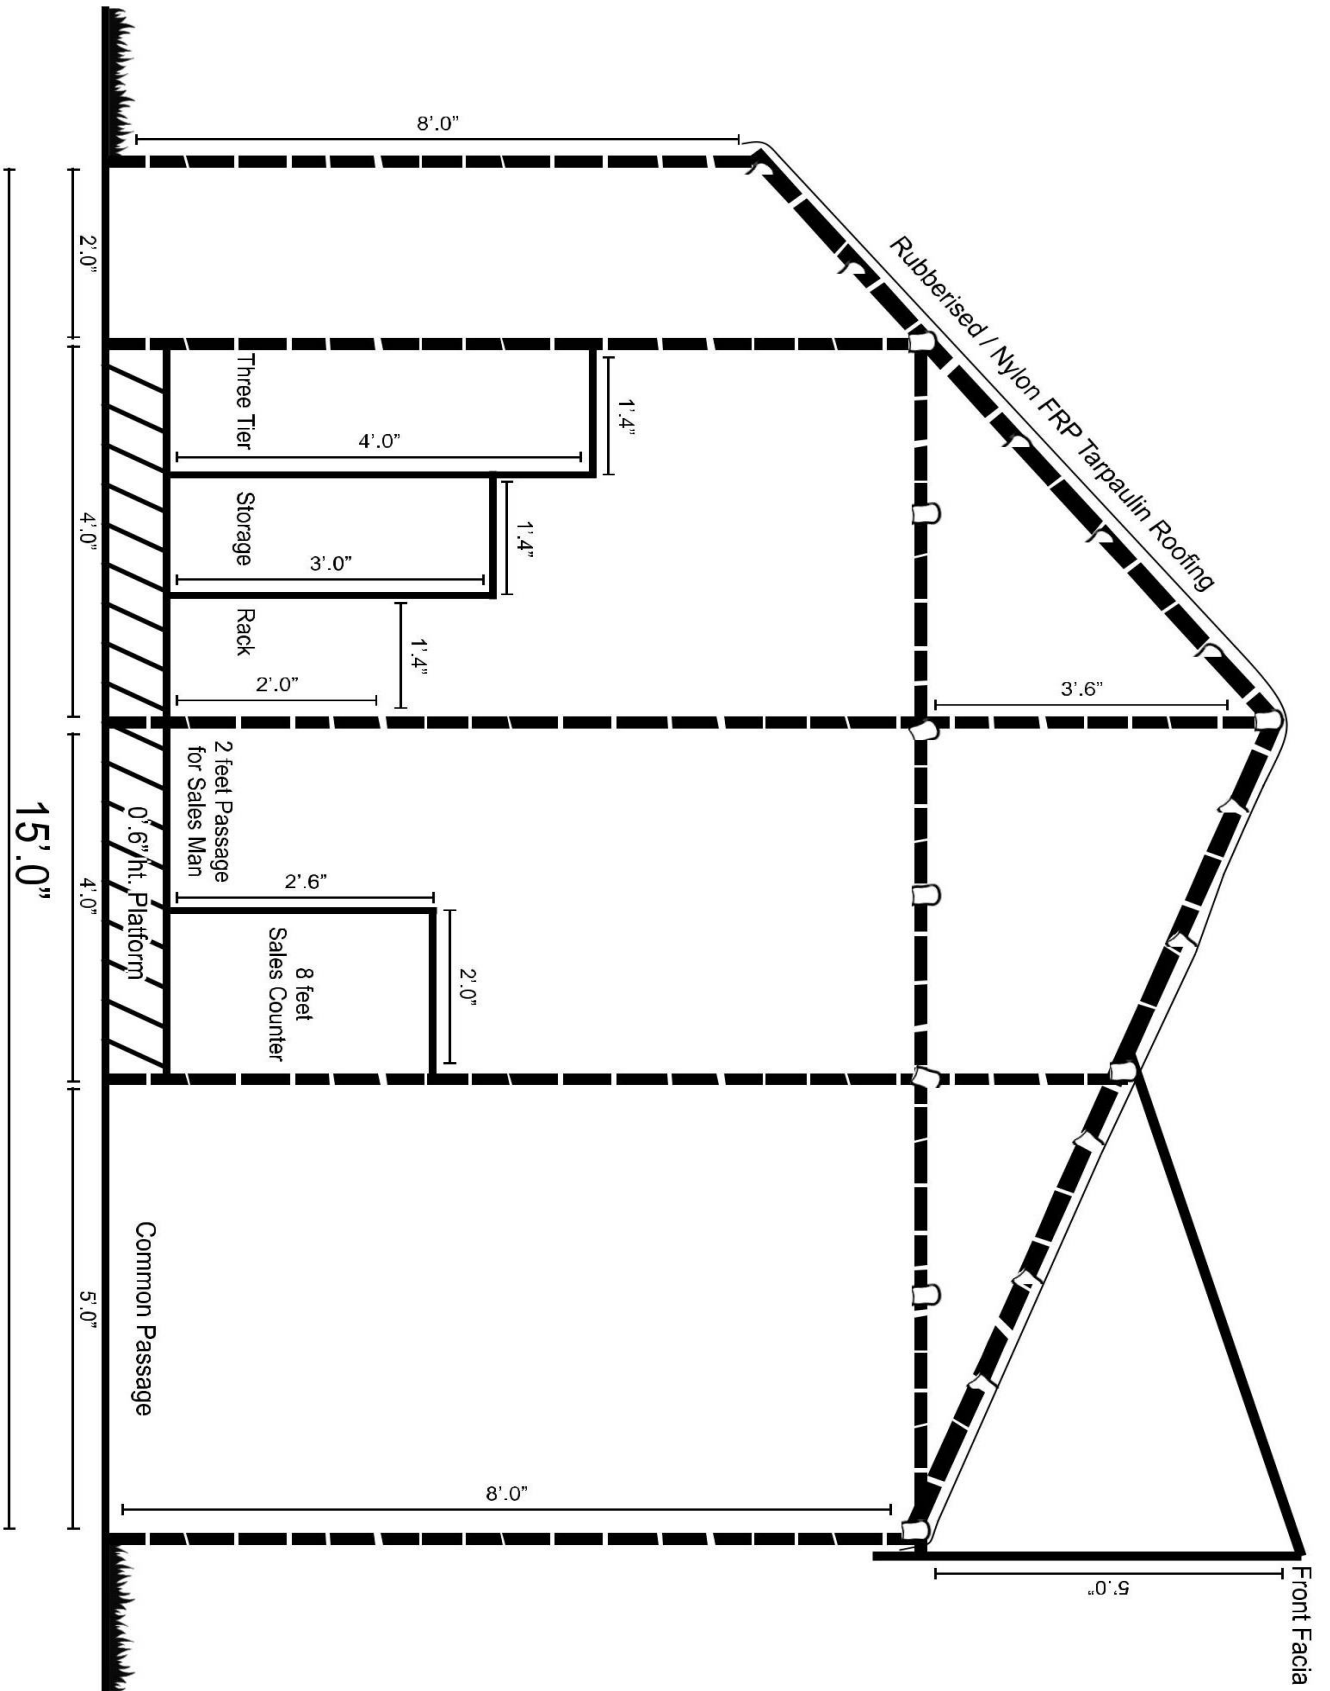 Front Facia
5'.0"
Rubberised / Nylon FRP Tarpaulin Roofing
3'.6"
8'.0"
8'.0"
1'.4"
4'.0"
1'.4"
3'.0"
1'.4"
2'.0"
Three Tier
Storage
Rack
2 feet Passage
for Sales Man
2'.6"
2'.0"
8 feet
Sales Counter
0'.6" ht. Platform
Common Passage
2'.0"
4'.0"
4'.0"
5'.0"
15'.0"